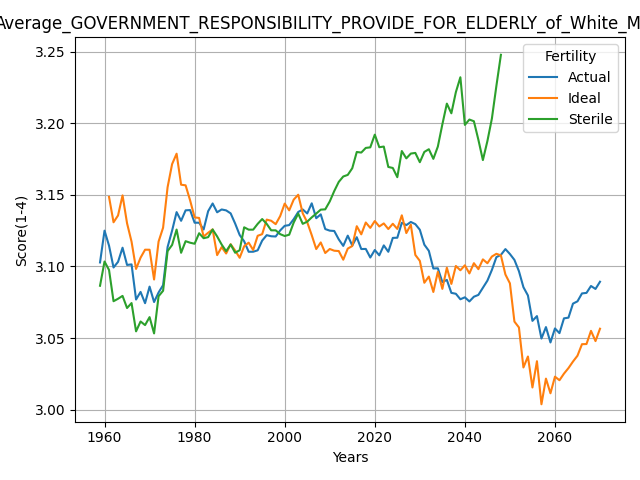 Average_GOVERNMENT_RESPONSIBILITY_PROVIDE_FOR_ELDERLY_of_White_M
Fertility
Actual
Ideal
Sterile
Score(1-4)
3.25
3.20
3.15
3.10
3.05
3.00
1960 1980 2000 2020 2040 2060
Years